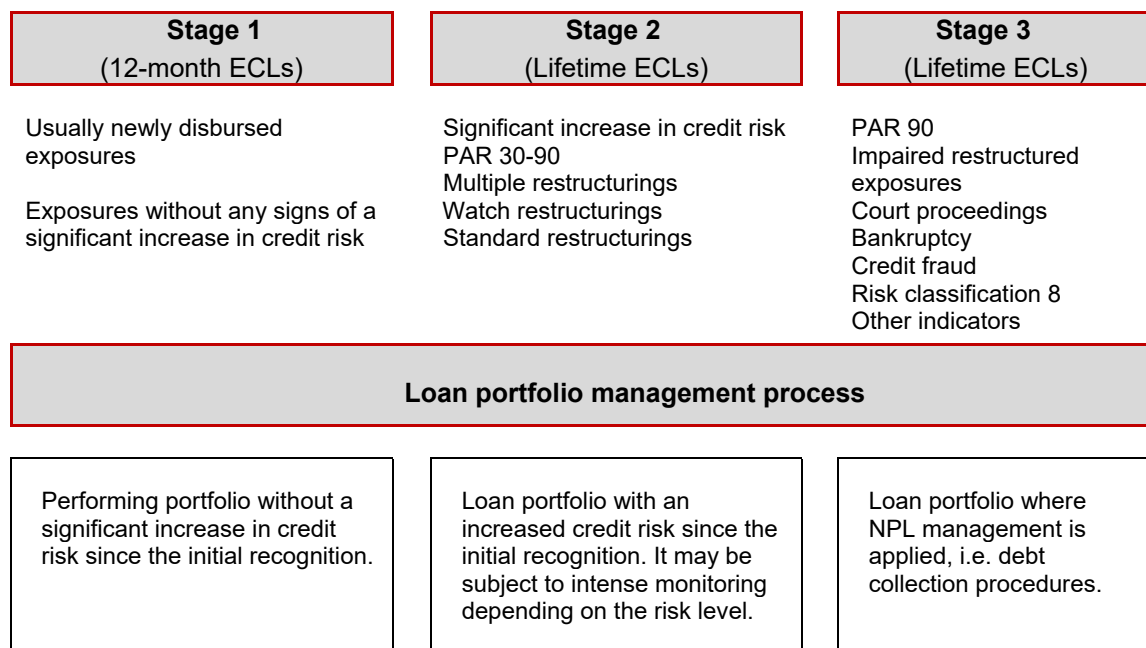 Stage 1
(12-month ECLs)
Stage 2
(Lifetime ECLs)
Stage 3
(Lifetime ECLs)
Usually newly disbursed
exposures
Exposures without any signs of a
significant increase in credit risk
Significant increase in credit risk
PAR 30-90
Multiple restructurings
Watch restructurings
Standard restructurings
PAR 90
Impaired restructured
exposures
Court proceedings
Bankruptcy
Credit fraud
Risk classification 8
Other indicators
Loan portfolio management process
Performing portfolio without a
significant increase in credit
risk since the initial recognition.
Loan portfolio with an
increased credit risk since the
initial recognition. It may be
subject to intense monitoring
depending on the risk level.
Loan portfolio where
NPL management is
applied, i.e. debt
collection procedures.